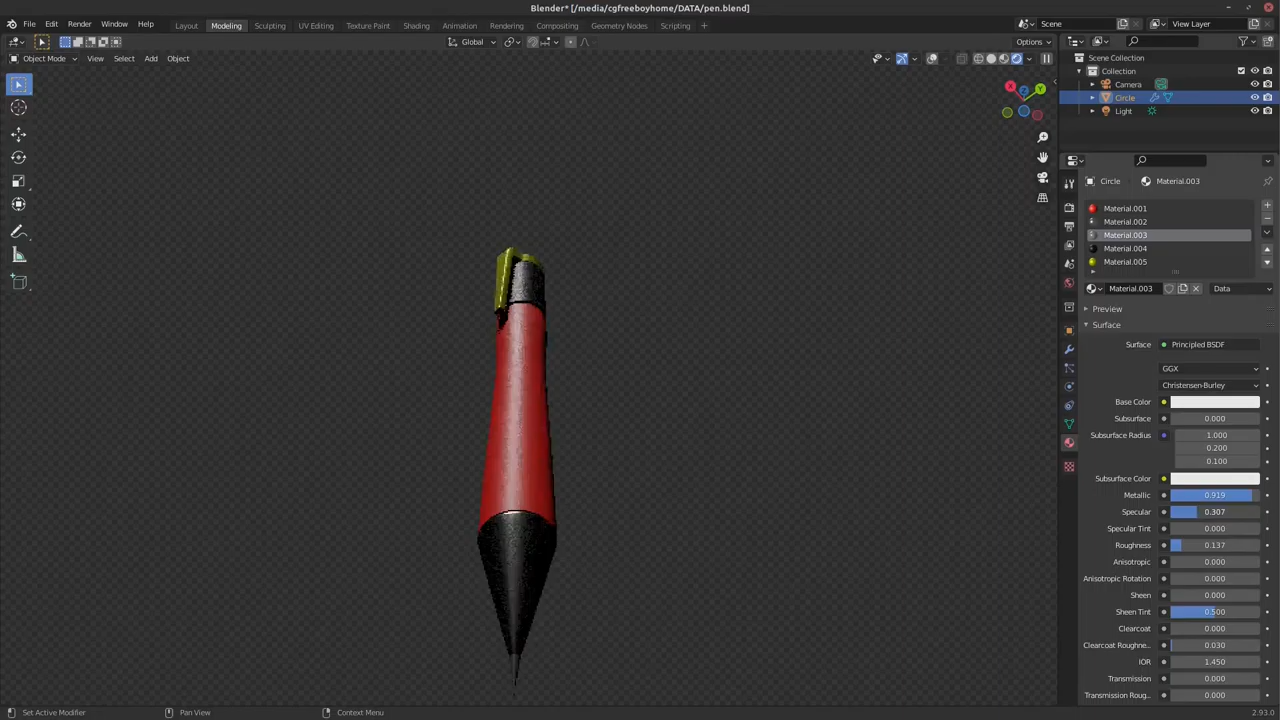 Blender* [/media/cgfreeboyhome/DATA/pen.blend]
File Edit Render Window Help Layout Modeling Sculpting UV Editing Texture Paint Shading Animation Rendering Compositing Geometry Nodes Scripting Scene View Layer
Global Options
Object Mode View Select Add Object
Scene Collection
Collection
Camera
Circle
Light
X Y Z
Circle Material.003
Material.001
Material.002
Material.003
Material.004
Material.005
Material.003 Data
Preview
Surface
Surface Principled BSDF
GGX
Christensen-Burley
Base Color
Subsurface 0.000
Subsurface Radius 1.000
0.200
0.100
Subsurface Color
Metallic 0.919
Specular 0.307
Specular Tint 0.000
Roughness 0.137
Anisotropic 0.000
Anisotropic Rotation 0.000
Sheen 0.000
Sheen Tint 0.500
Clearcoat 0.000
Clearcoat Roughne... 0.030
IOR 1.450
Transmission 0.000
Transmission Roug... 0.000
Set Active Modifier Pan View Context Menu 2.93.0